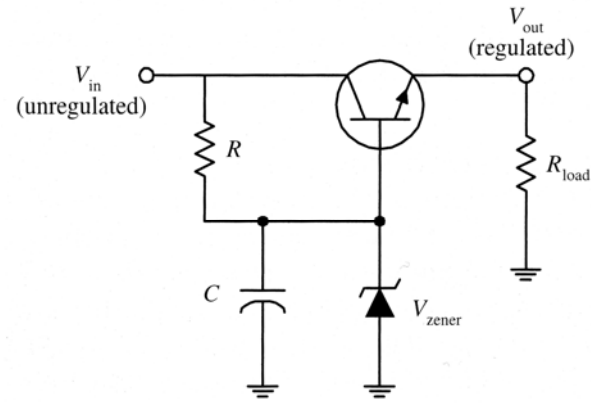 V_out
(regulated)
V_in
(unregulated)
R
R_load
C
V_zener